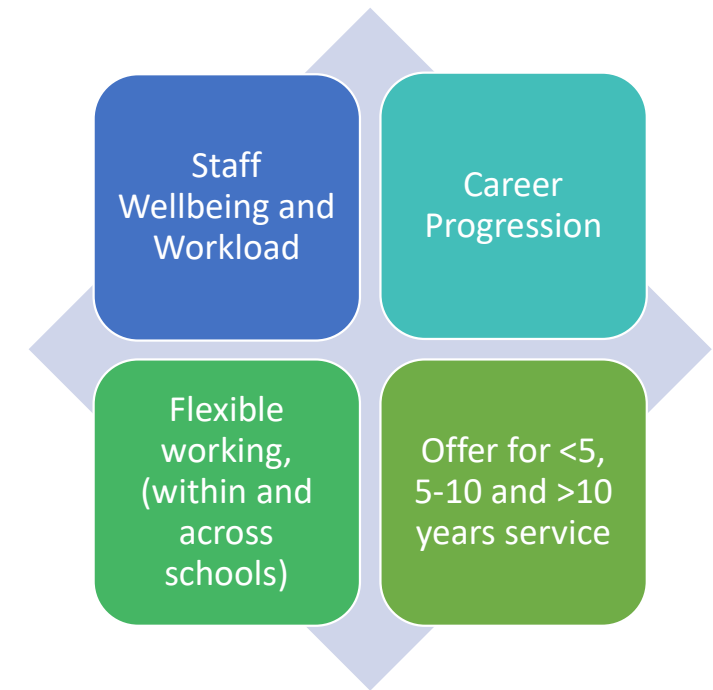 Staff
Wellbeing and
Workload
Career
Progression
Flexible
working,
(within and
across
schools)
Offer for <5,
5-10 and >10
years service